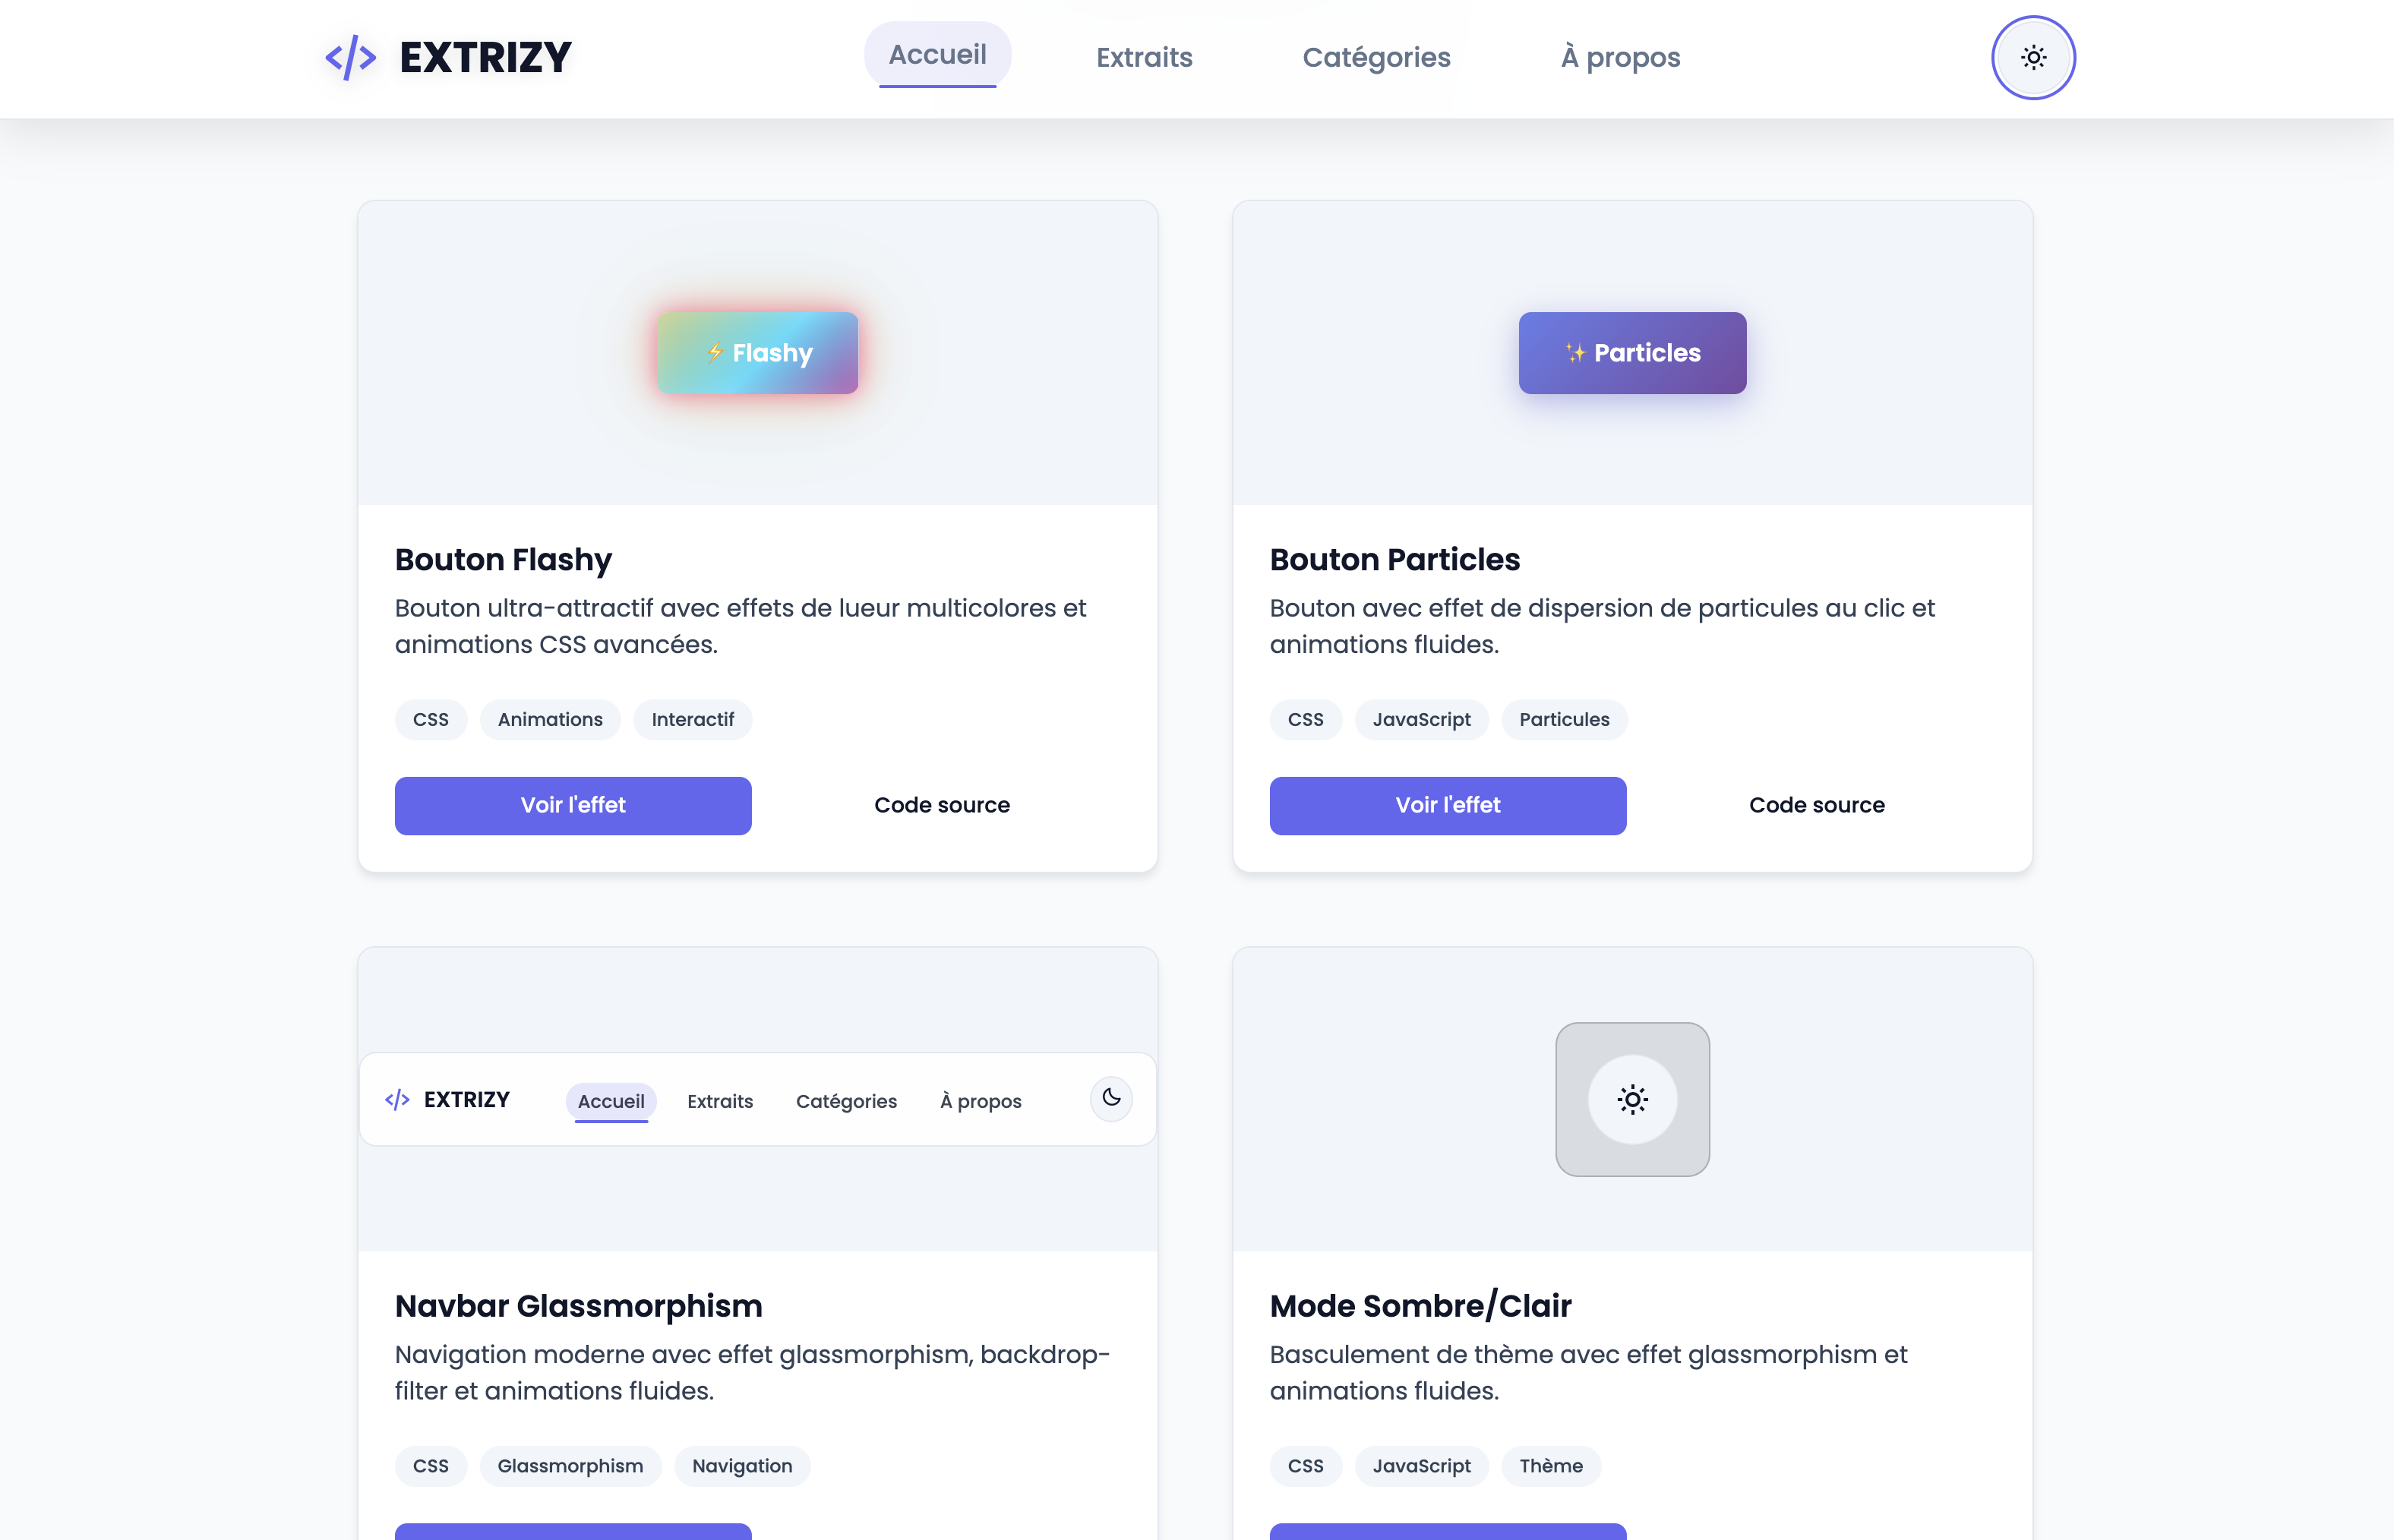 </> EXTRIZY
Accueil
Extraits
Catégories
À propos
⚡ Flashy
Bouton Flashy
Bouton ultra-attractif avec effets de lueur multicolores et
animations CSS avancées.
CSS
Animations
Interactif
Voir l'effet
Code source
✨ Particles
Bouton Particles
Bouton avec effet de dispersion de particules au clic et
animations fluides.
CSS
JavaScript
Particules
Voir l'effet
Code source
</> EXTRIZY
Accueil
Extraits
Catégories
À propos
Navbar Glassmorphism
Navigation moderne avec effet glassmorphism, backdrop-
filter et animations fluides.
CSS
Glassmorphism
Navigation
Mode Sombre/Clair
Basculement de thème avec effet glassmorphism et
animations fluides.
CSS
JavaScript
Thème